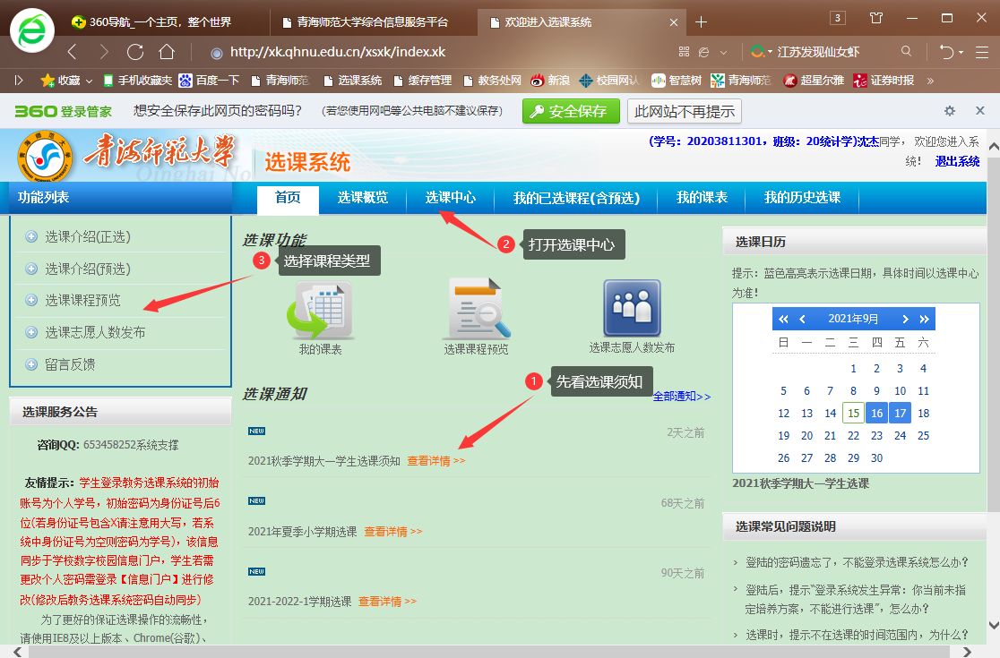 360导航_一个主页，整个世界
青海师范大学综合信息服务平台
欢迎进入选课系统
3
http://xk.qhnu.edu.cn/xsxk/index.xk
江苏发现仙女虾
收藏
手机收藏夹
百度一下
青海师范
选课系统
缓存管理
教务处网
新浪
校园网认
智慧树
青海师范
超星尔雅
证券时报
360登录管家
想安全保存此网页的密码吗？
(若您使用网吧等公共电脑不建议保存)
安全保存
此网站不再提示
青海师范大学
Qinghai No
选课系统
(学号：20203811301，班级：20统计学)沈杰同学， 欢迎您进入系
统！ 退出系统
功能列表
首页
选课概览
选课中心
我的已选课程(含预选)
我的课表
我的历史选课
选课介绍(正选)
选课介绍(预选)
选课课程预览
选课志愿人数发布
留言反馈
选课服务公告
咨询QQ: 653458252系统支撑
友情提示：学生登录教务选课系统的初始
账号为个人学号，初始密码为身份证号后6
位(若身份证号包含X请注意用大写，若系
统中身份证号为空则密码为学号)，该信息
同步于学校数字校园信息门户，学生若需
更改个人密码需登录【信息门户】进行修
改(修改后教务选课系统密码自动同步)
为了更好的保证选课操作的流畅性，
请使用IE8及以上版本、Chrome(谷歌)、
选课功能
2 打开选课中心
3 选择课程类型
我的课表
选课课程预览
选课志愿人数发布
选课通知
1 先看选课须知
全部通知>>
NEW
2天之前
2021秋季学期大一学生选课须知 查看详情 >>
NEW
68天之前
2021年夏季小学期选课 查看详情 >>
NEW
90天之前
2021-2022-1学期选课 查看详情 >>
选课日历
提示：蓝色高亮表示选课日期，具体时间以选课中心
为准！
2021年9月
日 一 二 三 四 五 六
1 2 3 4
5 6 7 8 9 10 11
12 13 14 15 16 17 18
19 20 21 22 23 24 25
26 27 28 29 30
2021秋季学期大一学生选课
选课常见问题说明
登陆的密码遗忘了，不能登录选课系统怎么办？
登陆后，提示“登录系统发生异常：你当前未指
定培养方案，不能进行选课”，怎么办？
选课时，提示不在选课的时间范围内，为什么？